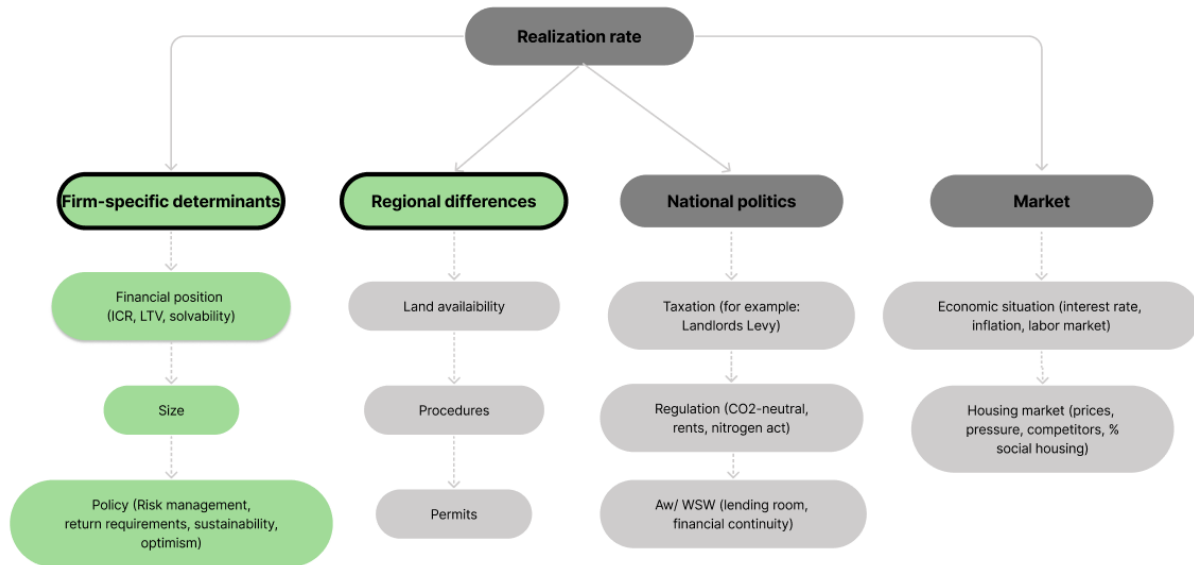 Realization rate
Firm-specific determinants
Regional differences
National politics
Market
Financial position
(ICR, LTV, solvability)
Land availaibility
Taxation (for example:
Landlords Levy)
Economic situation (interest rate,
inflation, labor market)
Size
Procedures
Regulation (CO2-neutral,
rents, nitrogen act)
Housing market (prices,
pressure, competitors, %
social housing)
Policy (Risk management,
return requirements, sustainability,
optimism)
Permits
Aw/ WSW (lending room,
financial continuity)